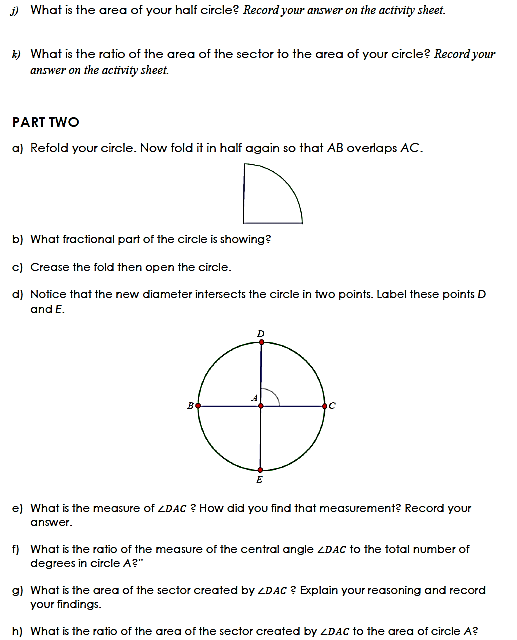 j) What is the area of your half circle? Record your answer on the activity sheet.
k) What is the ratio of the area of the sector to the area of your circle? Record your
answer on the activity sheet.
PART TWO
a) Refold your circle. Now fold it in half again so that AB overlaps AC.
b) What fractional part of the circle is showing?
c) Crease the fold then open the circle.
d) Notice that the new diameter intersects the circle in two points. Label these points D
and E.
D
A
B
C
E
e) What is the measure of ∠DAC ? How did you find that measurement? Record your
answer.
f) What is the ratio of the measure of the central angle ∠DAC to the total number of
degrees in circle A?"
g) What is the area of the sector created by ∠DAC ? Explain your reasoning and record
your findings.
h) What is the ratio of the area of the sector created by ∠DAC to the area of circle A?